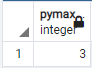 pymax
integer
1 3